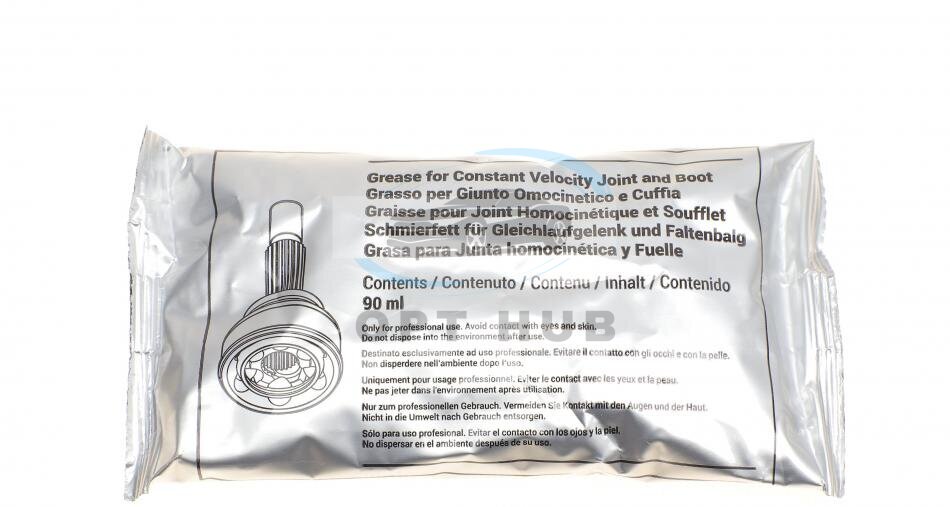 Grease for Constant Velocity Joint and Boot
Grasso per Giunto Omocinetico e Cuffia
Graisse pour Joint Homocinétique et Soufflet
Schmierfett für Gleichlaufgelenk und Faltenbalg
Grasa para Junta homocinética y Fuelle
Contents / Contenuto / Contenu / Inhalt / Contenido
90 ml
OPT HUB
Only for professional use. Avoid contact with eyes and skin.
Do not dispose into the environment after use.
Destinato esclusivamente ad uso professionale. Evitare il contatto con gli occhi e con la pelle.
Non disperdere nell'ambiente dopo l'uso.
Uniquement pour usage professionnel. Eviter le contact avec les yeux et la peau.
Ne pas jeter dans l'environnement après utilisation.
Nur zum professionellen Gebrauch. Vermeiden Sie Kontakt mit den Augen und der Haut.
Nicht in die Umwelt nach Gebrauch entsorgen.
Sólo para uso profesional. Evitar el contacto con los ojos y la piel.
No dispersar en el ambiente después de su uso.